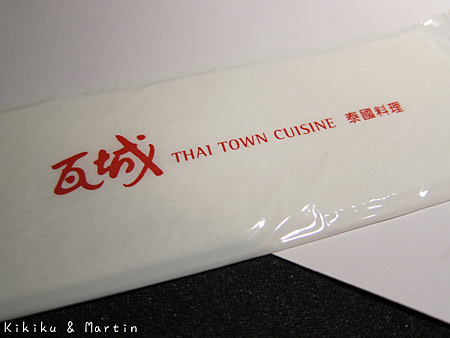 瓦城 THAI TOWN CUISINE 泰國料理
Kikiku & Martin